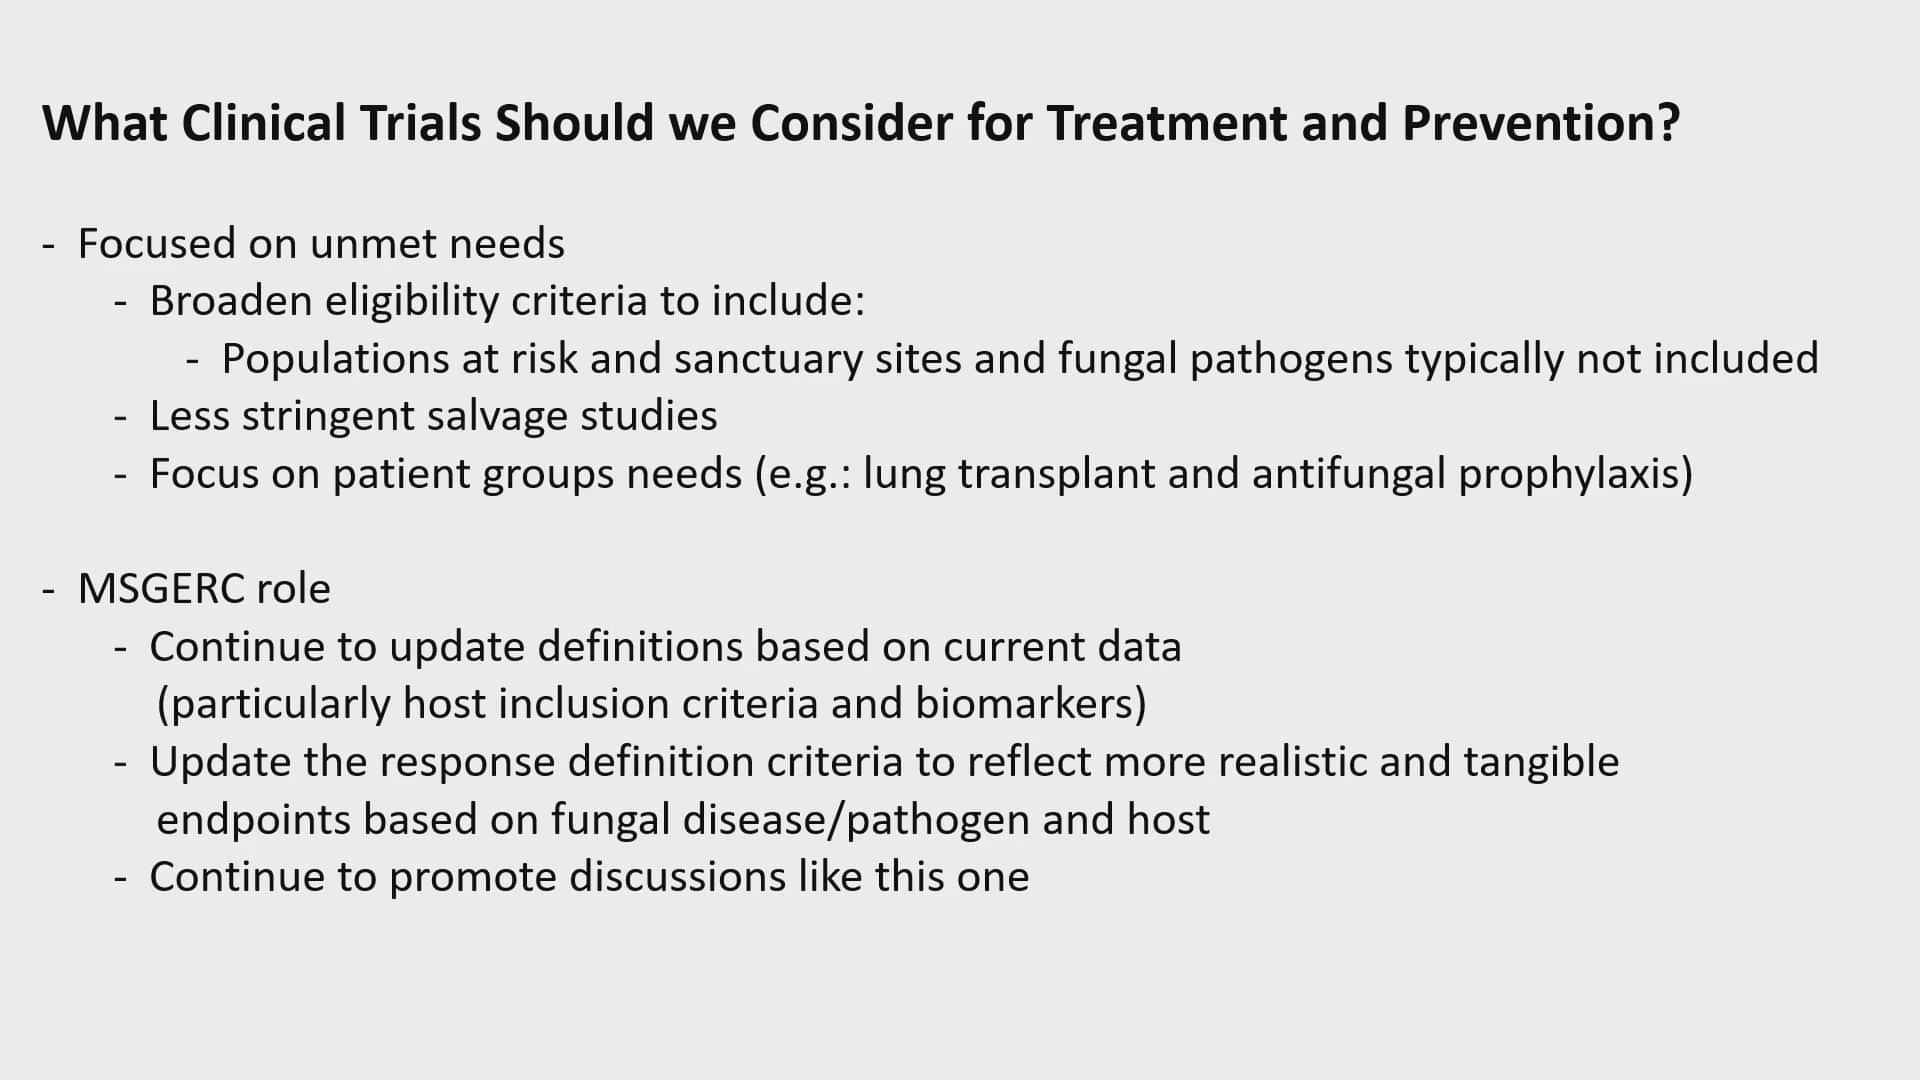 What Clinical Trials Should we Consider for Treatment and Prevention?
- Focused on unmet needs
- Broaden eligibility criteria to include:
- Populations at risk and sanctuary sites and fungal pathogens typically not included
- Less stringent salvage studies
- Focus on patient groups needs (e.g.: lung transplant and antifungal prophylaxis)
- MSGERC role
- Continue to update definitions based on current data
(particularly host inclusion criteria and biomarkers)
- Update the response definition criteria to reflect more realistic and tangible
endpoints based on fungal disease/pathogen and host
- Continue to promote discussions like this one